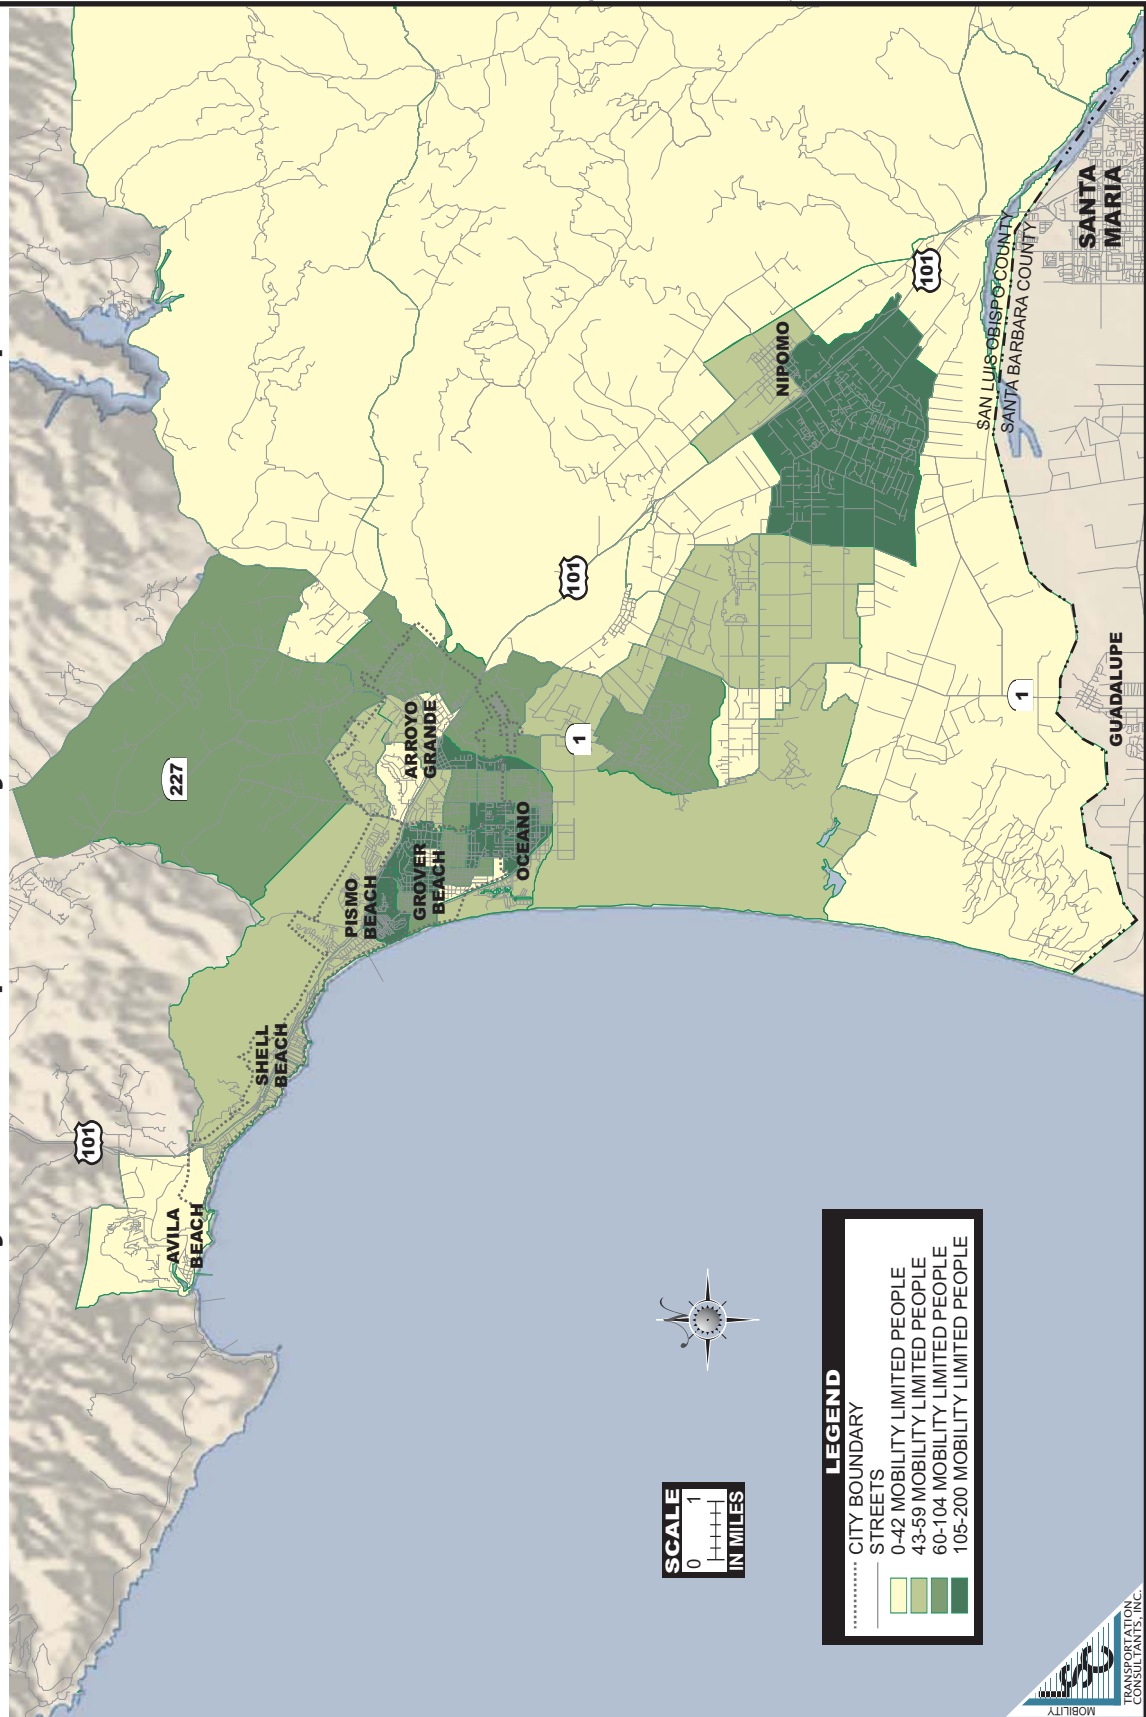 101
AVILA
BEACH
SHELL
BEACH
PISMO
BEACH
GROVER
BEACH
ARROYO
GRANDE
OCEANO
227
1
101
NIPOMO
101
SAN LUIS OBISPO COUNTY
SANTA BARBARA COUNTY
SANTA
MARIA
1
GUADALUPE
SCALE
0 1
IN MILES
LEGEND
CITY BOUNDARY
STREETS
0-42 MOBILITY LIMITED PEOPLE
43-59 MOBILITY LIMITED PEOPLE
60-104 MOBILITY LIMITED PEOPLE
105-200 MOBILITY LIMITED PEOPLE
MOBILITY
LSC
TRANSPORTATION
CONSULTANTS, INC.